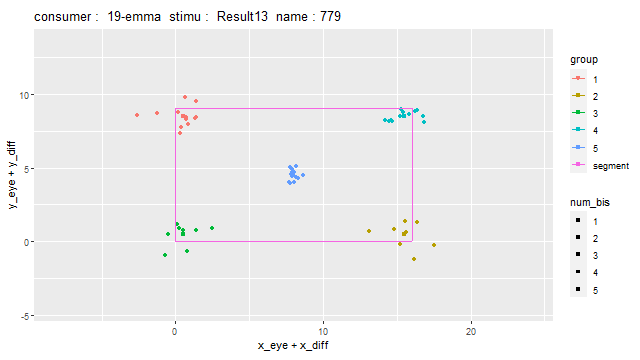 consumer :  19-emma  stimu :  Result13  name : 779
y_eye + y_diff
10
5
0
-5
0
10
20
x_eye + x_diff
group
1
2
3
4
5
segment
num_bis
1
2
3
4
5